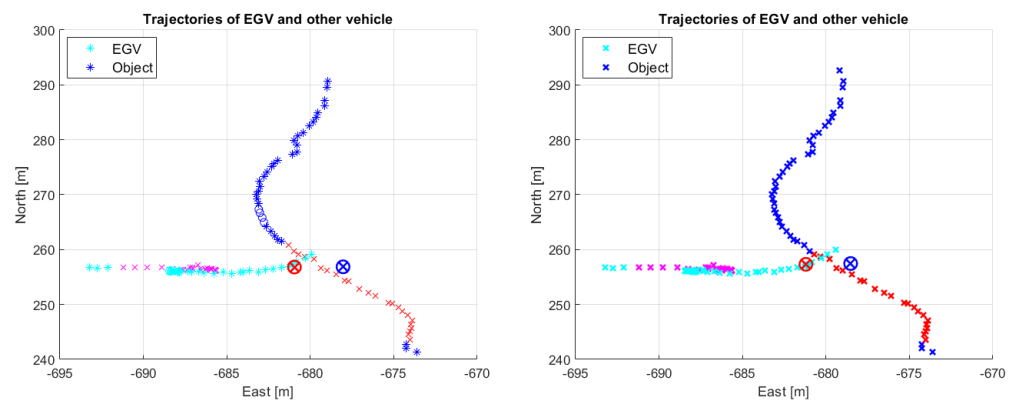 Trajectories of EGV and other vehicle
300
290
280
270
260
250
240
North [m]
EGV
Object
-695
-690
-685
-680
-675
-670
East [m]
Trajectories of EGV and other vehicle
300
290
280
270
260
250
240
North [m]
EGV
Object
-695
-690
-685
-680
-675
-670
East [m]